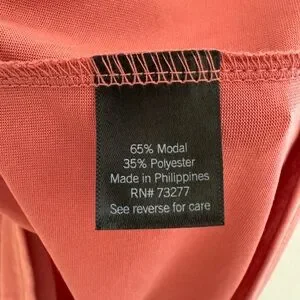 65% Modal
35% Polyester
Made in Philippines
RN# 73277
See reverse for care